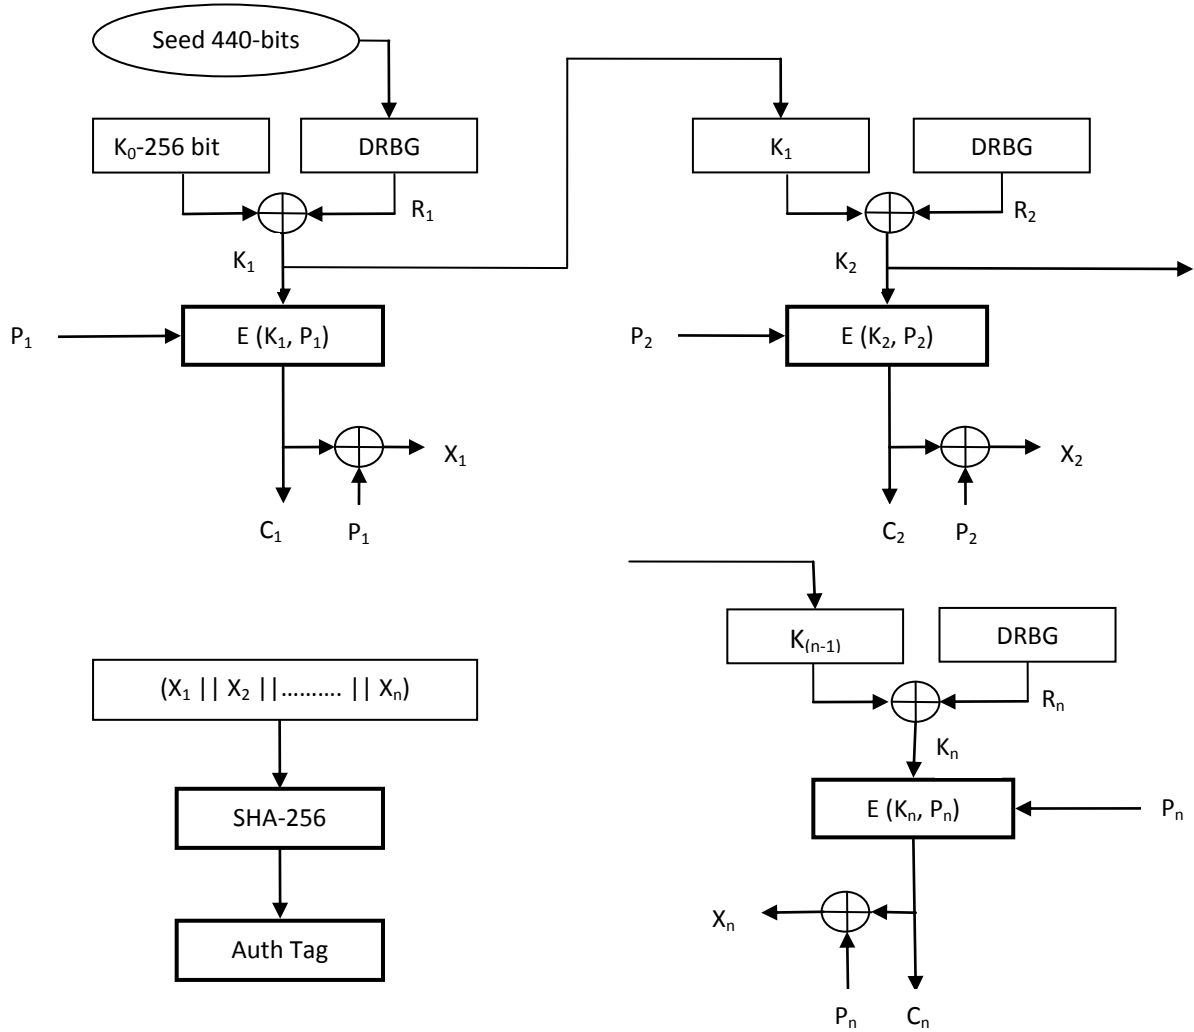 Seed 440-bits
K₀-256 bit
DRBG
R₁
K₁
P₁
E (K₁, P₁)
X₁
C₁
P₁
K₁
DRBG
R₂
K₂
P₂
E (K₂, P₂)
X₂
C₂
P₂
(X₁ || X₂ ||………. || Xₙ)
SHA-256
Auth Tag
K₍ₙ₋₁₎
DRBG
Rₙ
Kₙ
E (Kₙ, Pₙ)
Pₙ
Xₙ
Pₙ
Cₙ